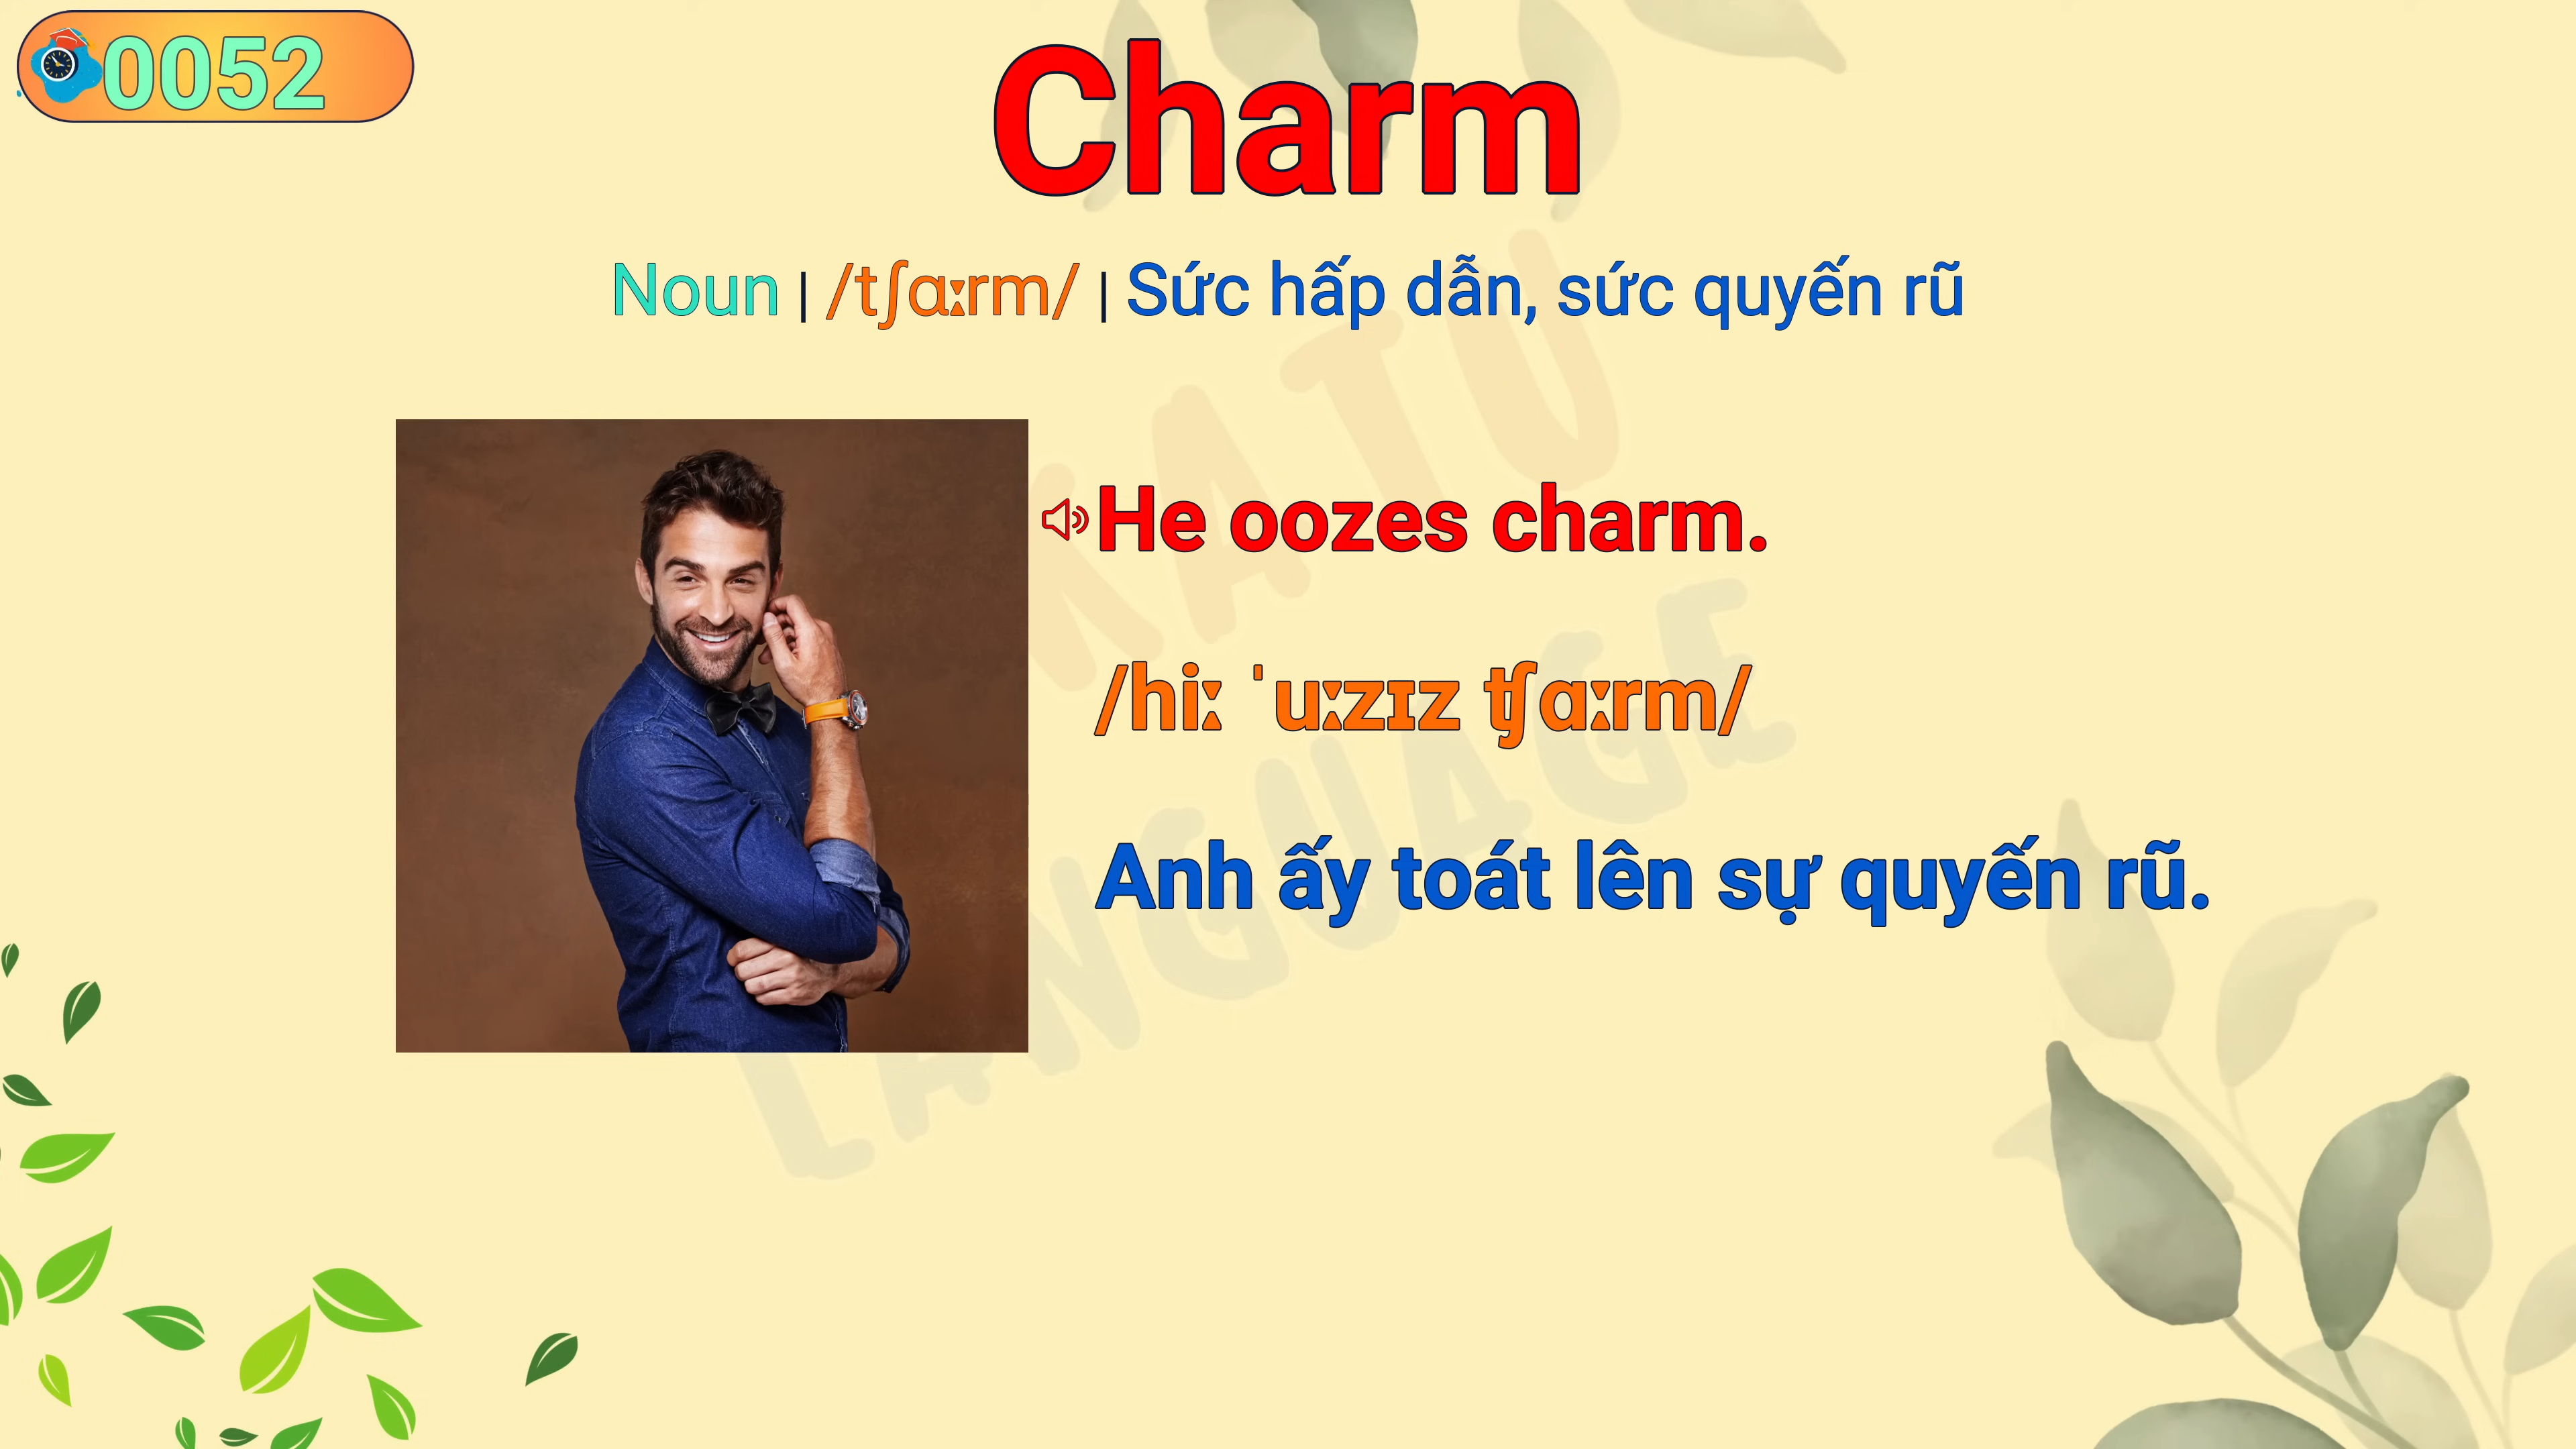 0052
Charm
Noun | /tʃɑːrm/ | Sức hấp dẫn, sức quyến rũ
He oozes charm.
/hiː ˈuːzɪz ʧɑːrm/
Anh ấy toát lên sự quyến rũ.
LANGUAGE